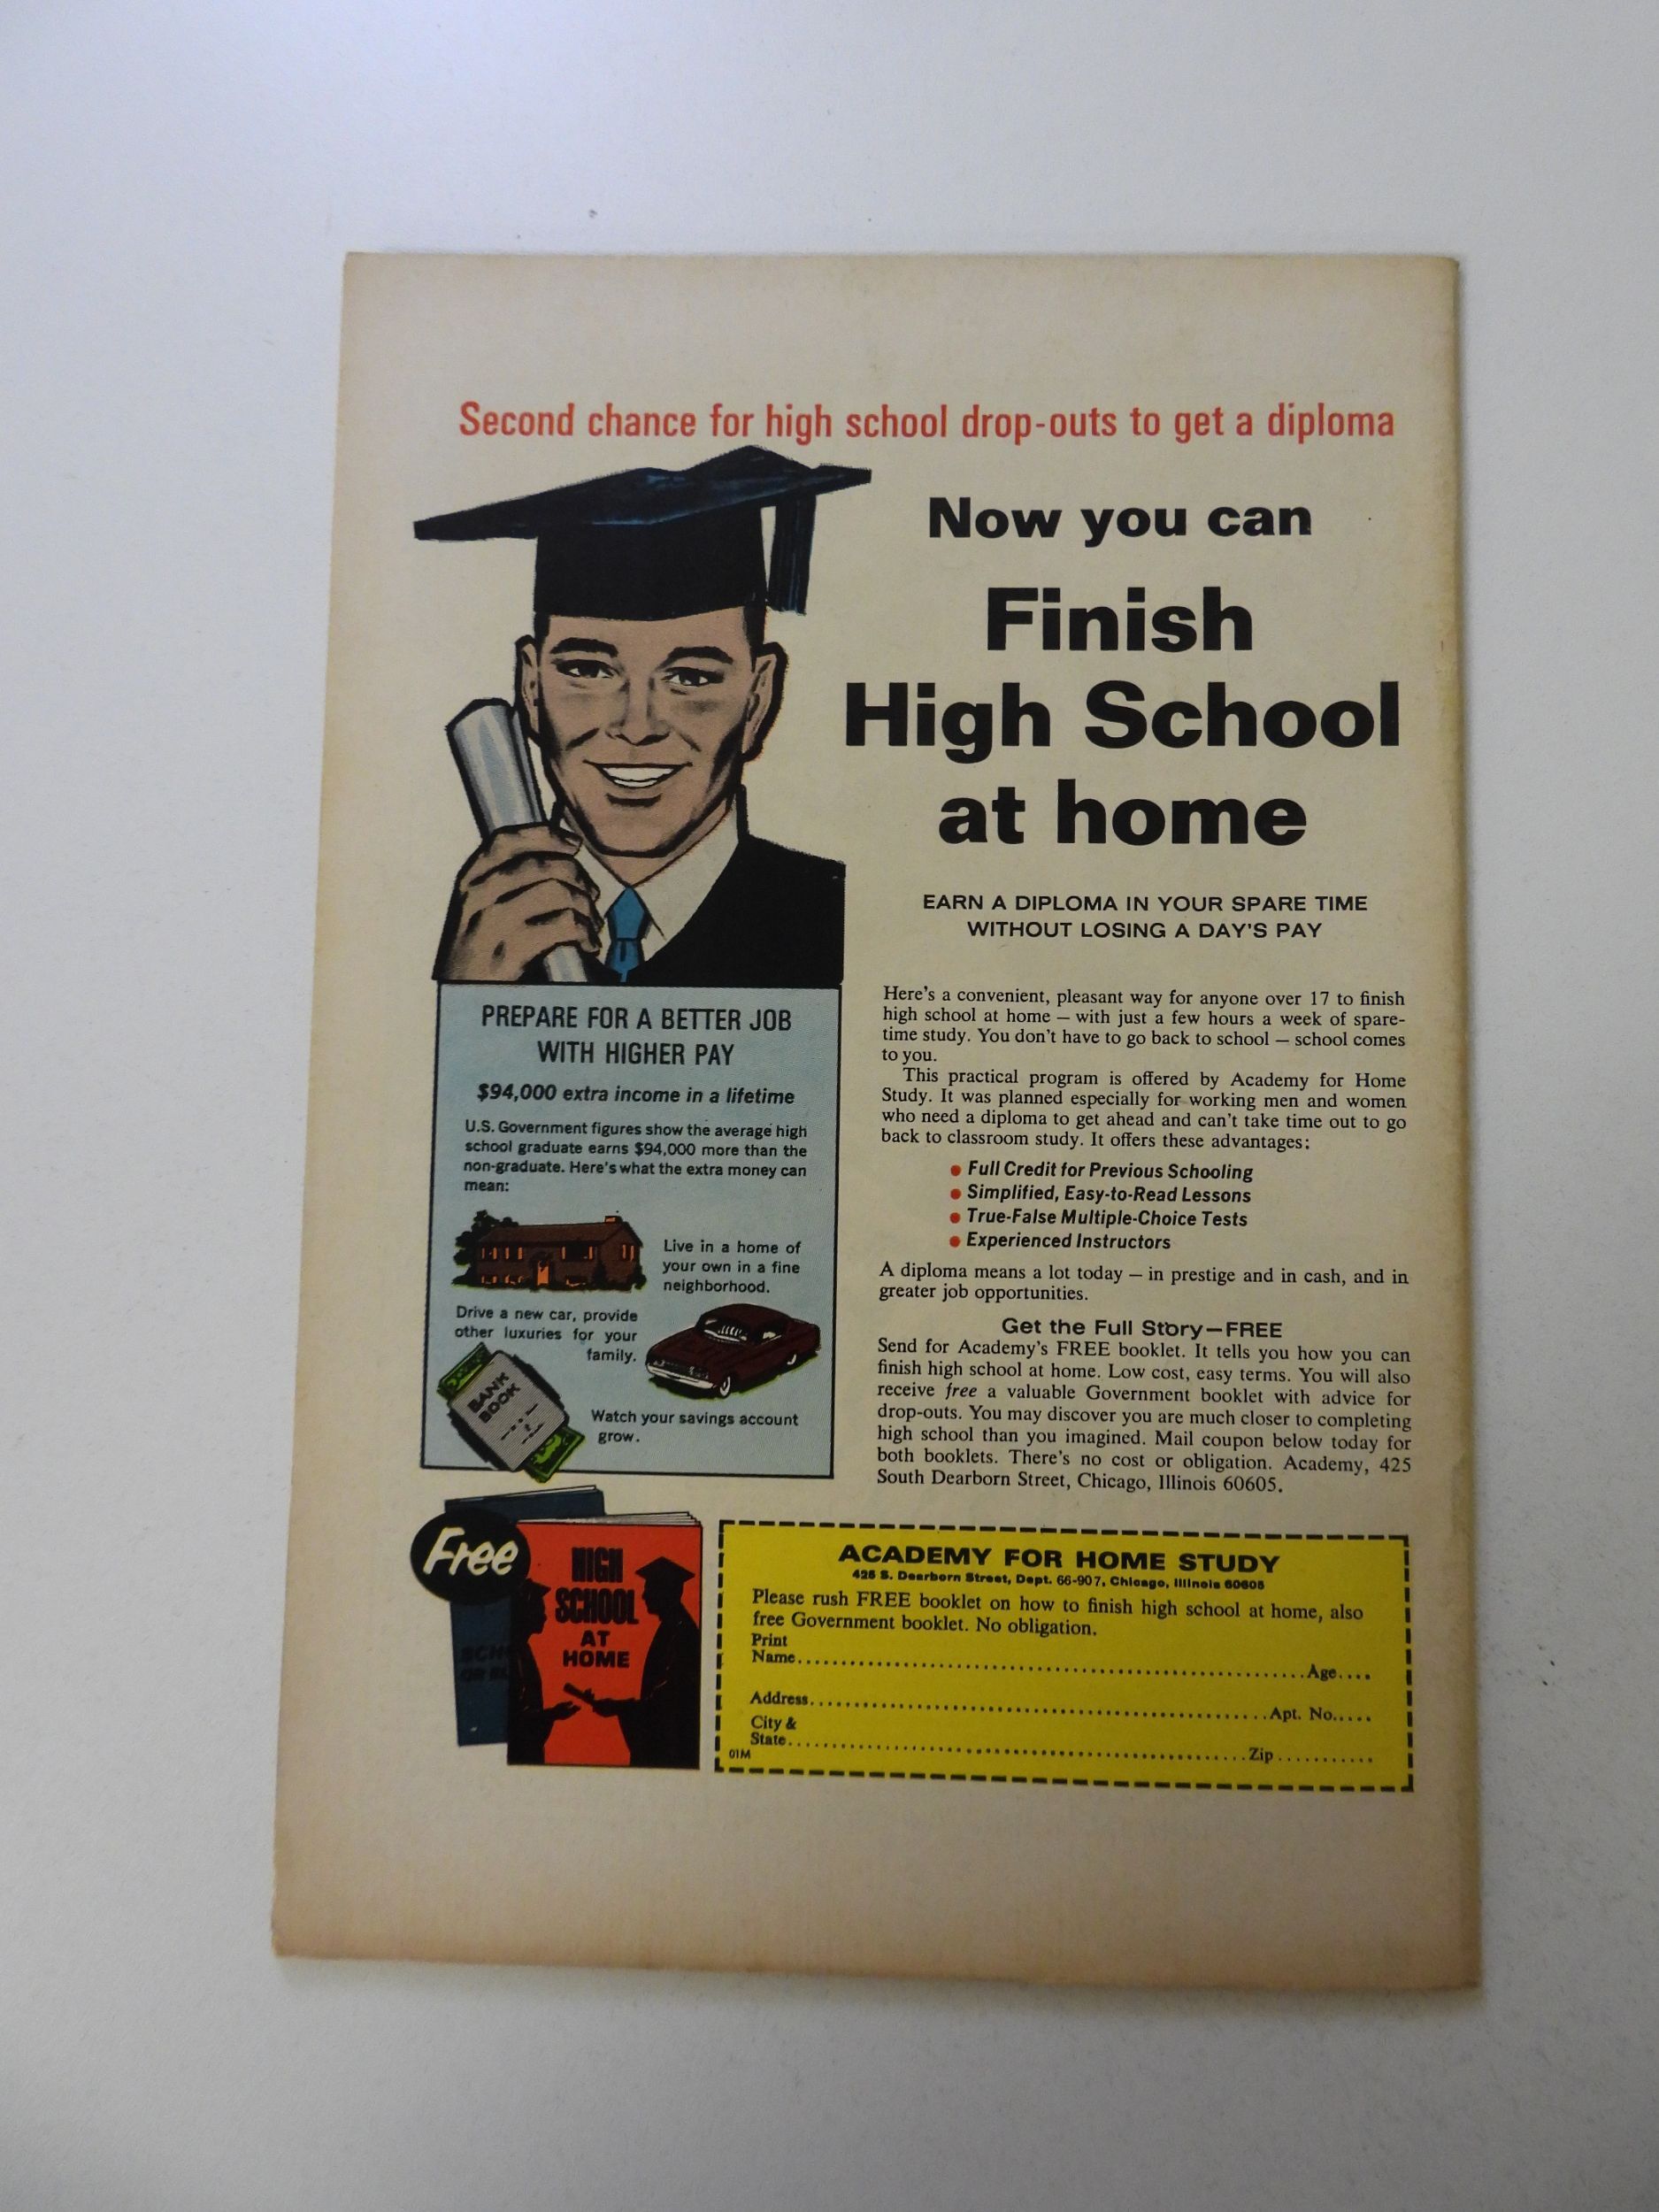 Second chance for high school drop-outs to get a diploma
Now you can
Finish
High School
at home
EARN A DIPLOMA IN YOUR SPARE TIME
WITHOUT LOSING A DAY'S PAY
PREPARE FOR A BETTER JOB
WITH HIGHER PAY
$94,000 extra income in a lifetime
U.S. Government figures show the average high
school graduate earns $94,000 more than the
non-graduate. Here's what the extra money can
mean:
Live in a home of
your own in a fine
neighborhood.
Drive a new car, provide
other luxuries for your
family.
BANK
BOOK
Watch your savings account
grow.
Here's a convenient, pleasant way for anyone over 17 to finish
high school at home — with just a few hours a week of spare-
time study. You don't have to go back to school — school comes
to you.
This practical program is offered by Academy for Home
Study. It was planned especially for working men and women
who need a diploma to get ahead and can't take time out to go
back to classroom study. It offers these advantages:
● Full Credit for Previous Schooling
● Simplified, Easy-to-Read Lessons
● True-False Multiple-Choice Tests
● Experienced Instructors
A diploma means a lot today — in prestige and in cash, and in
greater job opportunities.
Get the Full Story—FREE
Send for Academy's FREE booklet. It tells you how you can
finish high school at home. Low cost, easy terms. You will also
receive free a valuable Government booklet with advice for
drop-outs. You may discover you are much closer to completing
high school than you imagined. Mail coupon below today for
both booklets. There's no cost or obligation. Academy, 425
South Dearborn Street, Chicago, Illinois 60605.
Free
HIGH
SCHOOL
AT
HOME
ACADEMY FOR HOME STUDY
425 S. Dearborn Street, Dept. 66-907, Chicago, Illinois 60605
Please rush FREE booklet on how to finish high school at home, also
free Government booklet. No obligation.
Print
Name Age
Address Apt. No.
City &
State Zip
01M